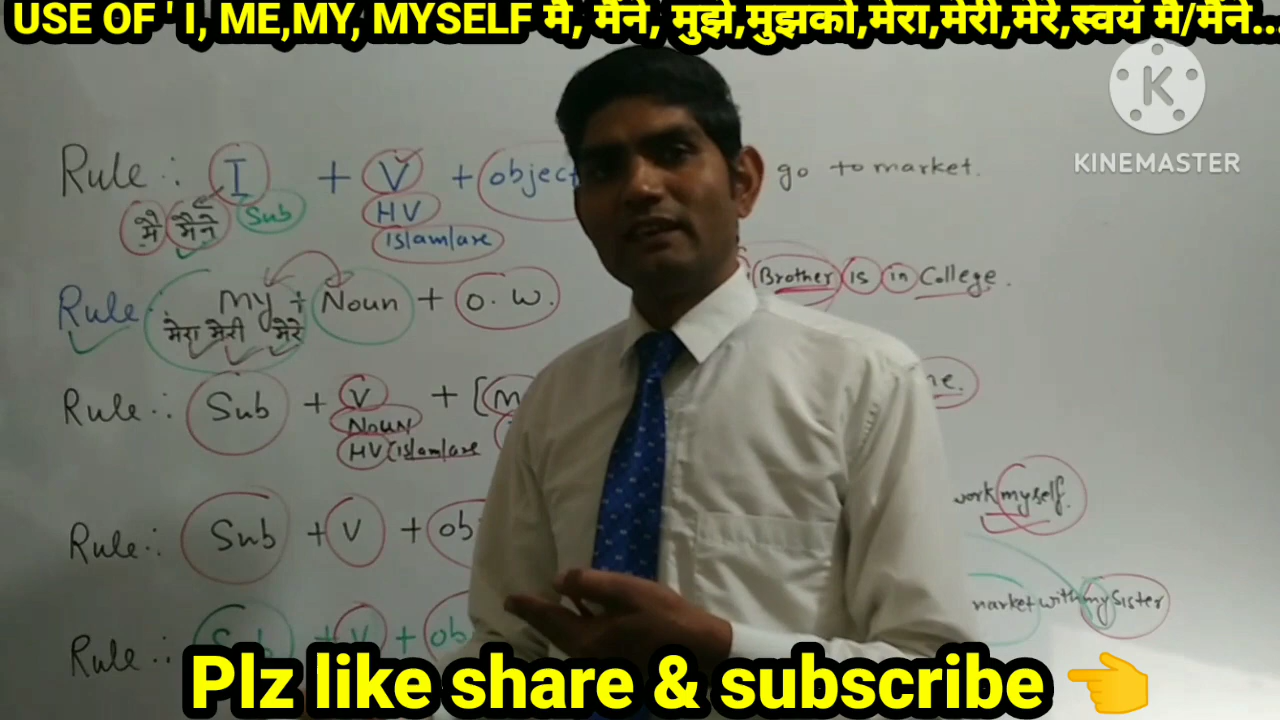 USE OF ' I, ME,MY, MYSELF मै, मैंने, मुझे,मुझको,मेरा,मेरी,मेरे,स्वयं मै/मैंने...
KINEMASTER
Rule ∴ I + V + object go to market.
मै मैंने Sub HV
is/am/are
Rule my + Noun + O.W. Brother is in College.
मेरा मेरी मेरे
Rule ∴ Sub + V + [m ne.
Noun
HV (is/am/are
Rule ∴ Sub + V + ob work myself.
Rule ∴ Sub + V + ob market with my sister
Plz like share & subscribe 👈